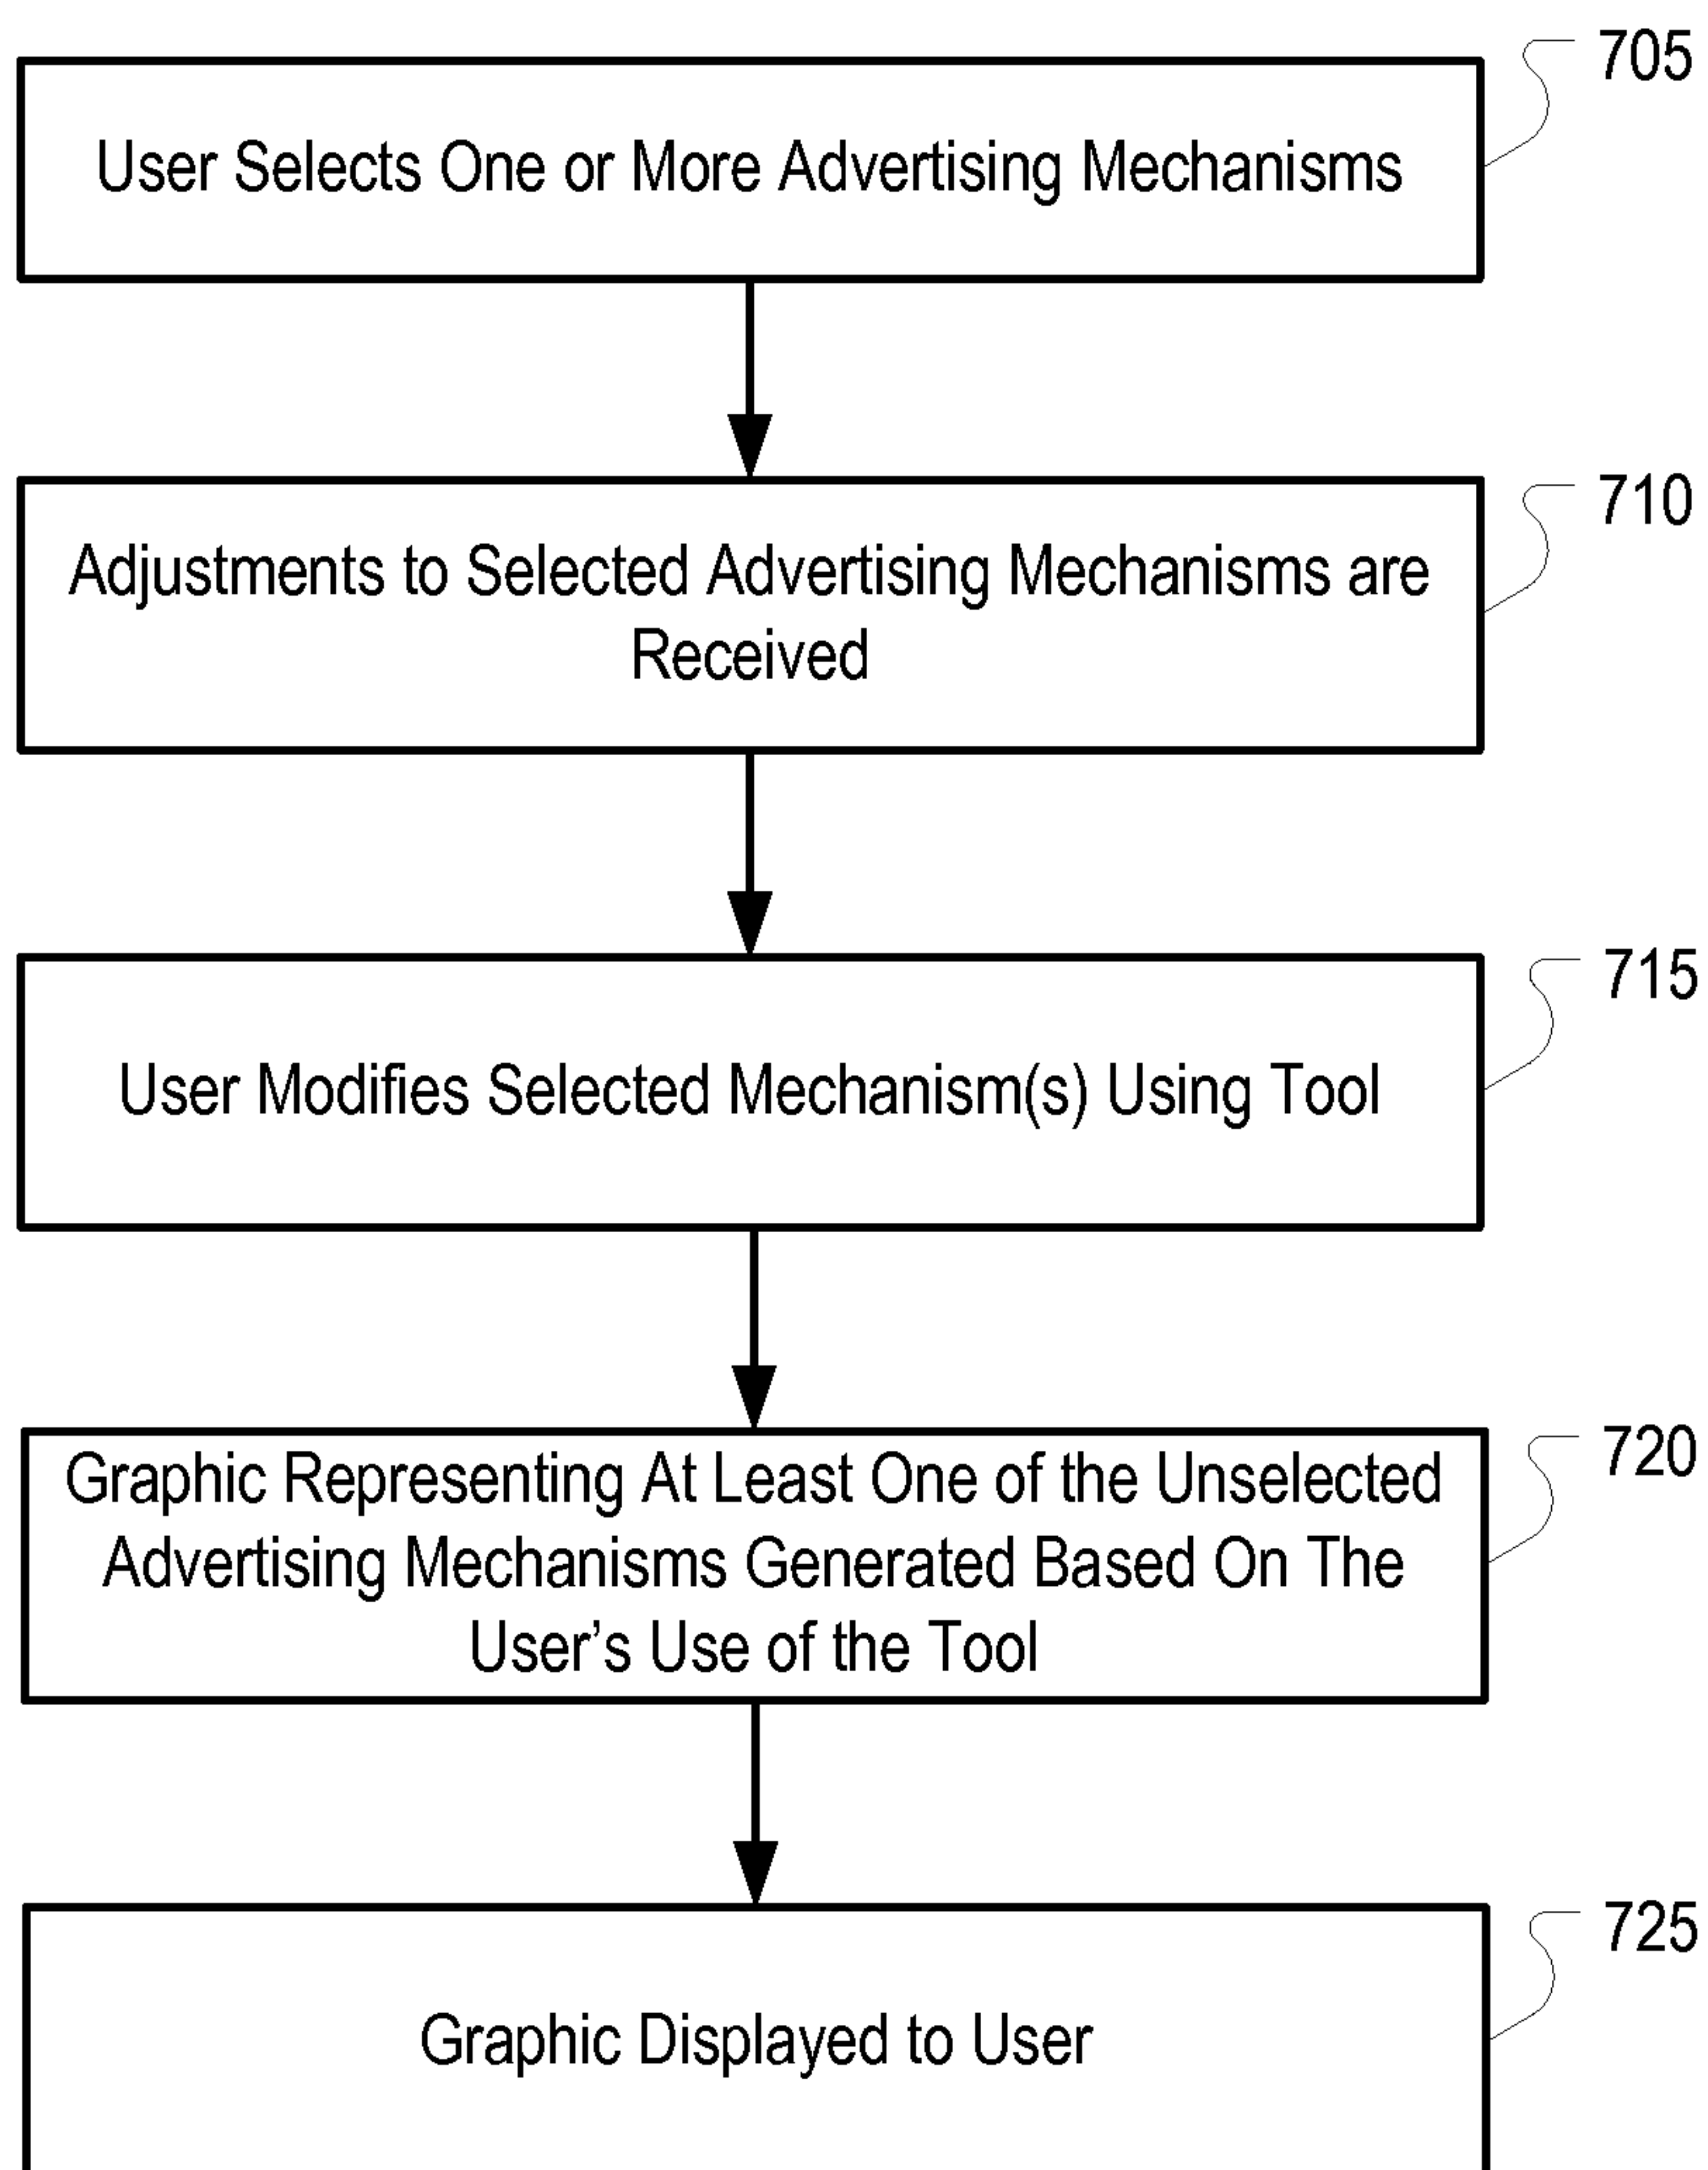 705
User Selects One or More Advertising Mechanisms
710
Adjustments to Selected Advertising Mechanisms are
Received
715
User Modifies Selected Mechanism(s) Using Tool
720
Graphic Representing At Least One of the Unselected
Advertising Mechanisms Generated Based On The
User’s Use of the Tool
725
Graphic Displayed to User